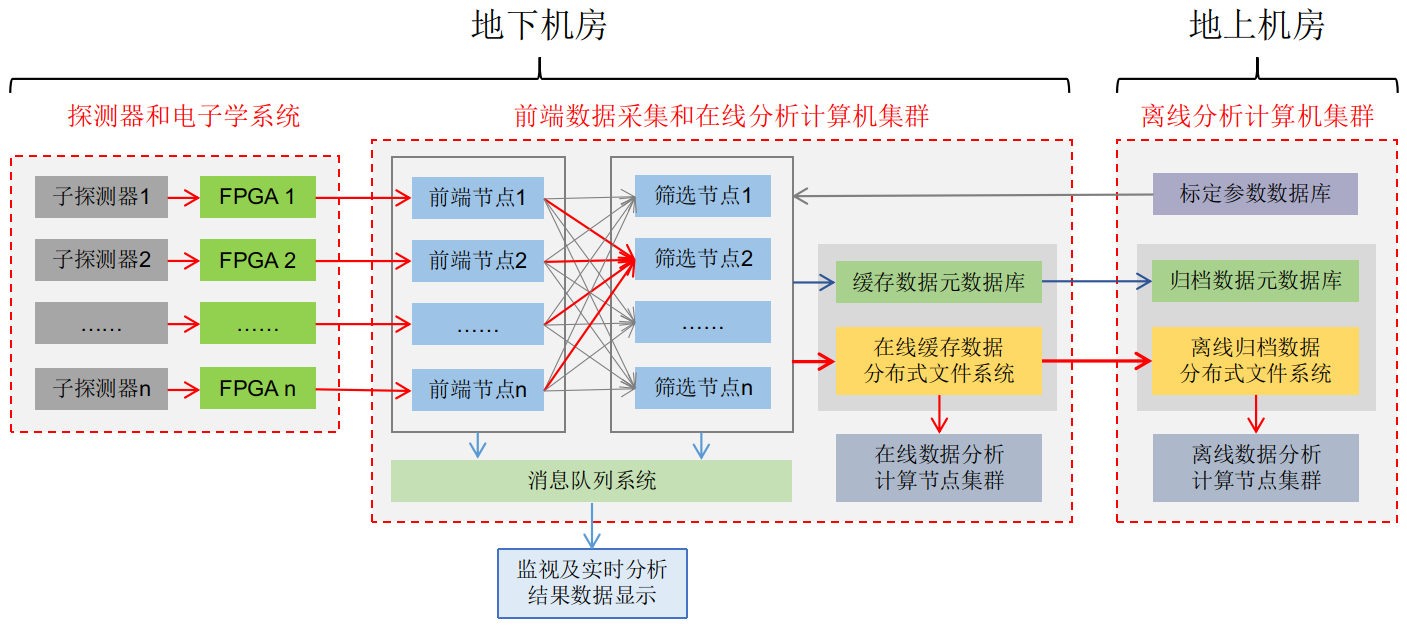 地下机房
地上机房
探测器和电子学系统
前端数据采集和在线分析计算机集群
离线分析计算机集群
子探测器1
FPGA 1
前端节点1
筛选节点1
标定参数数据库
子探测器2
FPGA 2
前端节点2
筛选节点2
缓存数据元数据库
归档数据元数据库
……
……
……
……
在线缓存数据
分布式文件系统
离线归档数据
分布式文件系统
子探测器n
FPGA n
前端节点n
筛选节点n
消息队列系统
在线数据分析
计算节点集群
离线数据分析
计算节点集群
监视及实时分析
结果数据显示